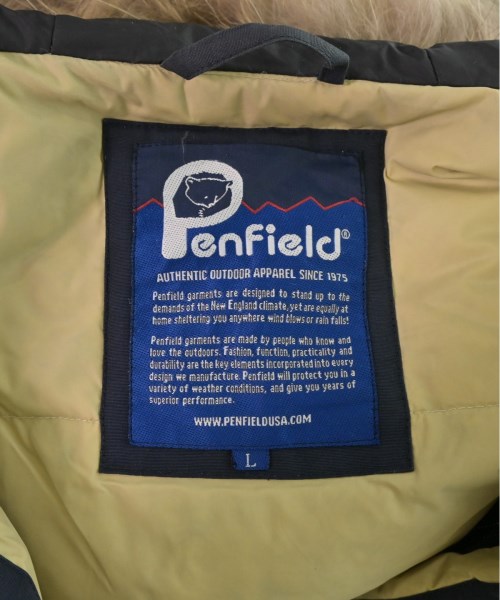 Penfield®
AUTHENTIC OUTDOOR APPAREL SINCE 1975
Penfield garments are designed to stand up to the
demands of the New England climate, yet are equally at
home sheltering you anywhere wind blows or rain falls!
Penfield garments are made by people who know and
love the outdoors. Fashion, function, practicality and
durability are the key elements incorporated into every
design we manufacture. Penfield will protect you in a
variety of weather conditions, and give you years of
superior performance.
WWW.PENFIELDUSA.COM
L